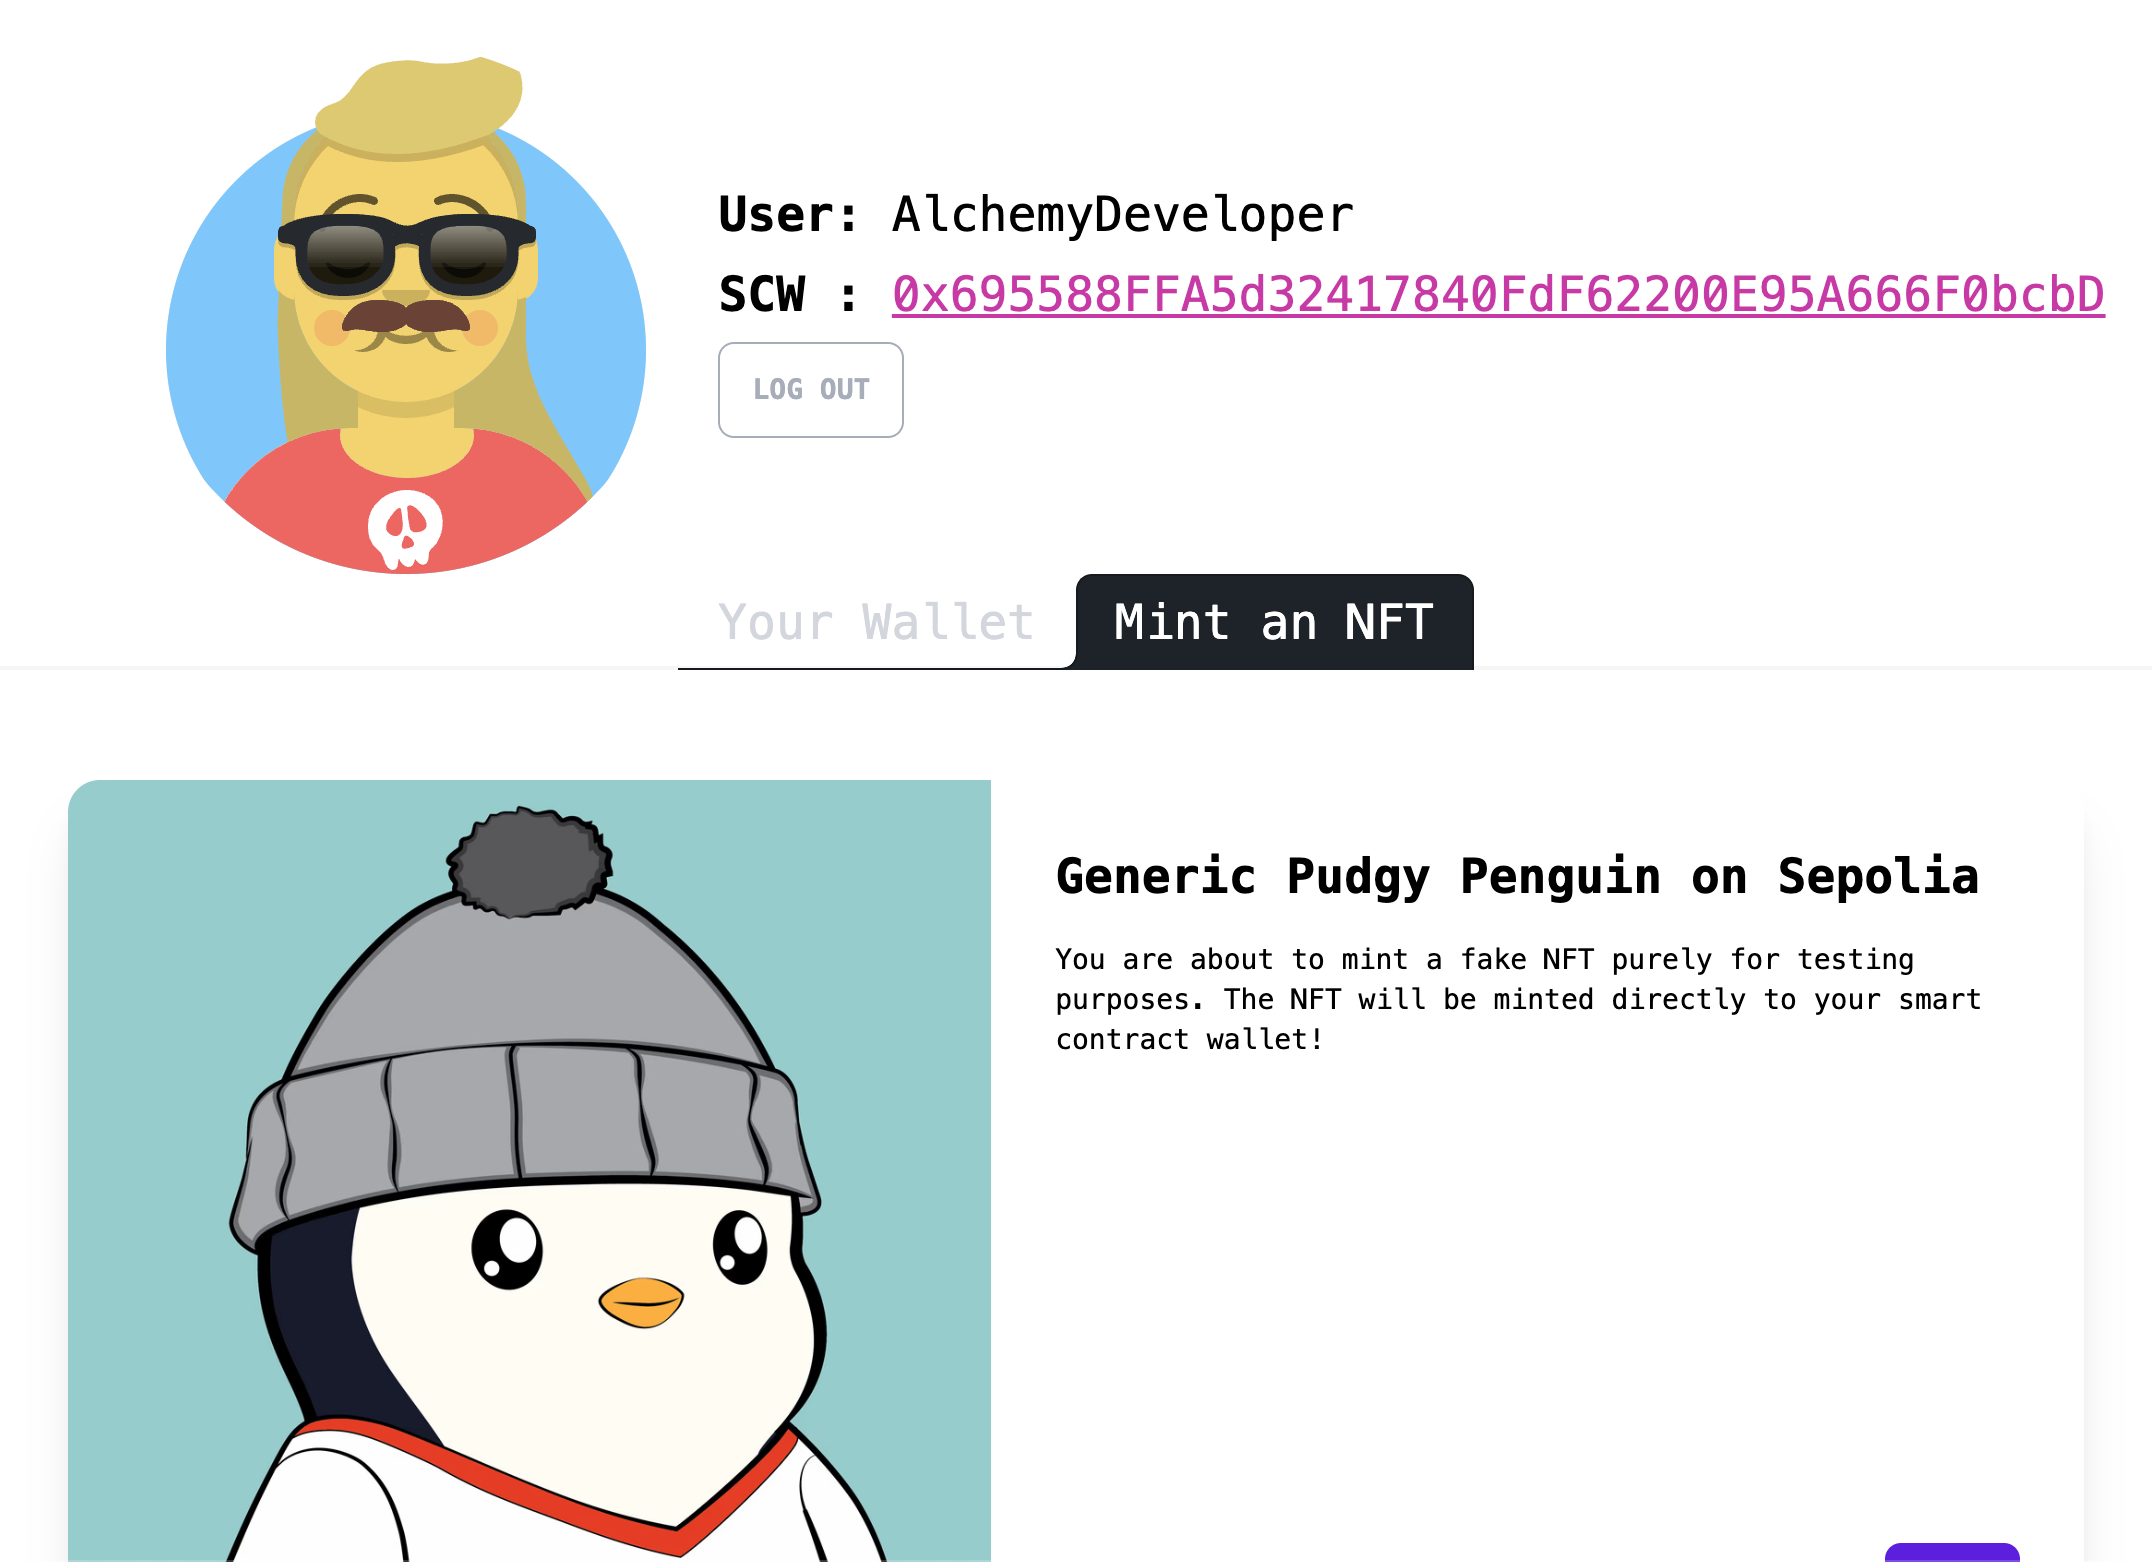 User: AlchemyDeveloper
SCW : 0x695588FFA5d32417840FdF62200E95A666F0bcbD
LOG OUT
Your Wallet
Mint an NFT
Generic Pudgy Penguin on Sepolia
You are about to mint a fake NFT purely for testing
purposes. The NFT will be minted directly to your smart
contract wallet!